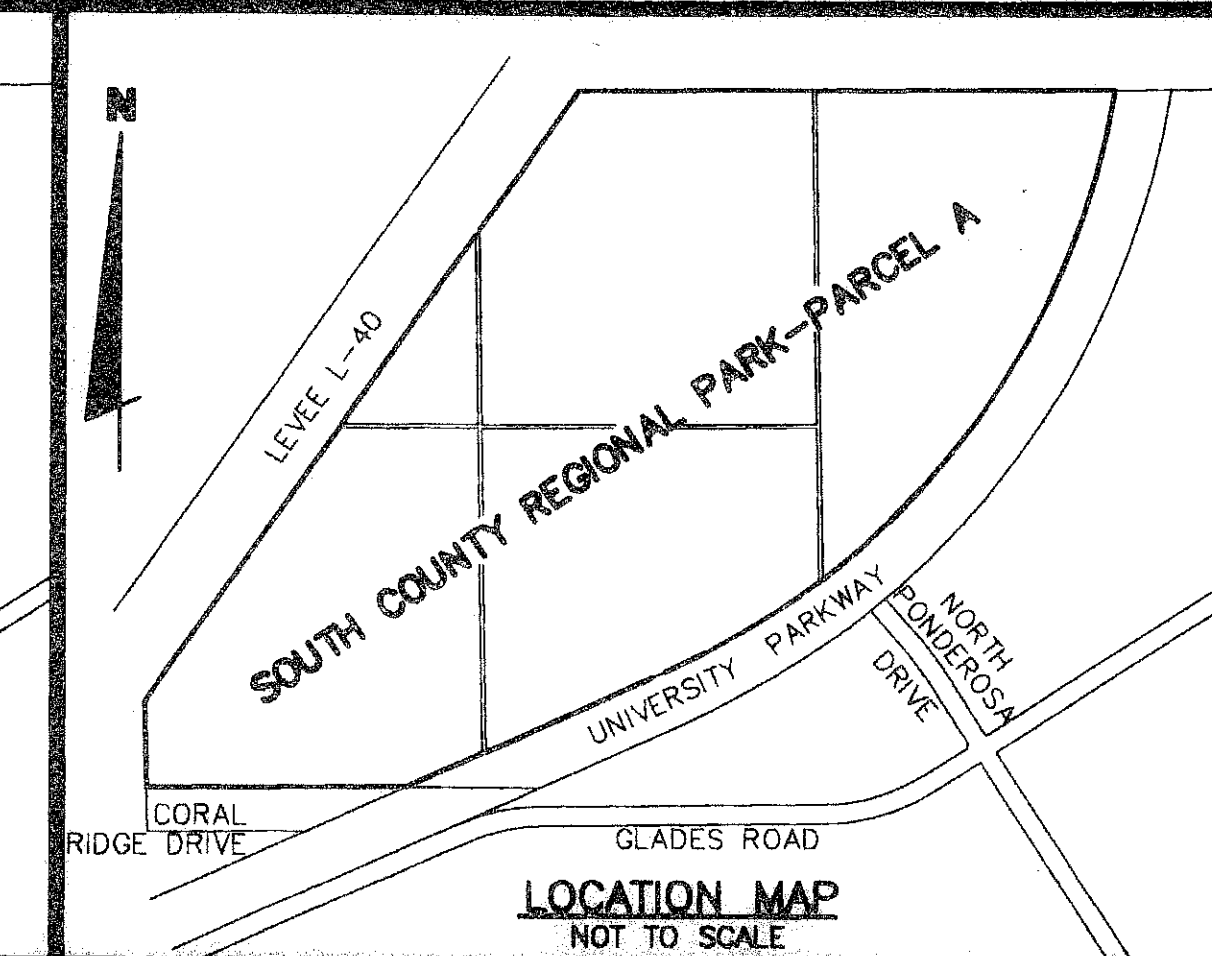 N
LEVEE L-40
SOUTH COUNTY REGIONAL PARK-PARCEL A
UNIVERSITY PARKWAY
NORTH
PONDEROSA
DRIVE
CORAL
RIDGE DRIVE
GLADES ROAD
LOCATION MAP
NOT TO SCALE